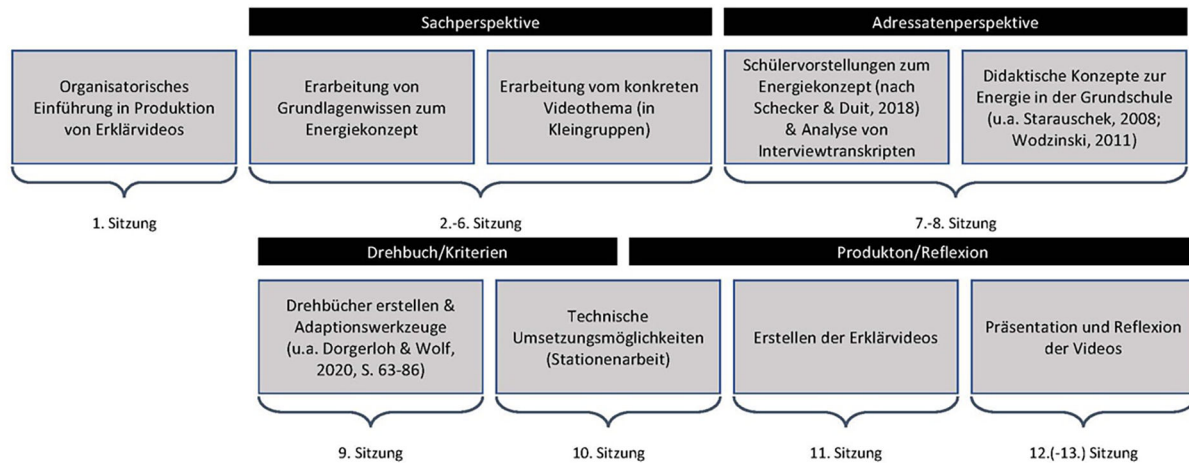 Sachperspektive
Adressatenperspektive
Organisatorisches
Einführung in Produktion
von Erklärvideos
Erarbeitung von
Grundlagenwissen zum
Energiekonzept
Erarbeitung vom konkreten
Videothema (in
Kleingruppen)
Schülervorstellungen zum
Energiekonzept (nach
Schecker & Duit, 2018)
& Analyse von
Interviewtranskripten
Didaktische Konzepte zur
Energie in der Grundschule
(u.a. Starauschek, 2008;
Wodzinski, 2011)
1. Sitzung
2.-6. Sitzung
7.-8. Sitzung
Drehbuch/Kriterien
Produkton/Reflexion
Drehbücher erstellen &
Adaptionswerkzeuge
(u.a. Dorgerloh & Wolf,
2020, S. 63-86)
Technische
Umsetzungsmöglichkeiten
(Stationenarbeit)
Erstellen der Erklärvideos
Präsentation und Reflexion
der Videos
9. Sitzung
10. Sitzung
11. Sitzung
12.(-13.) Sitzung